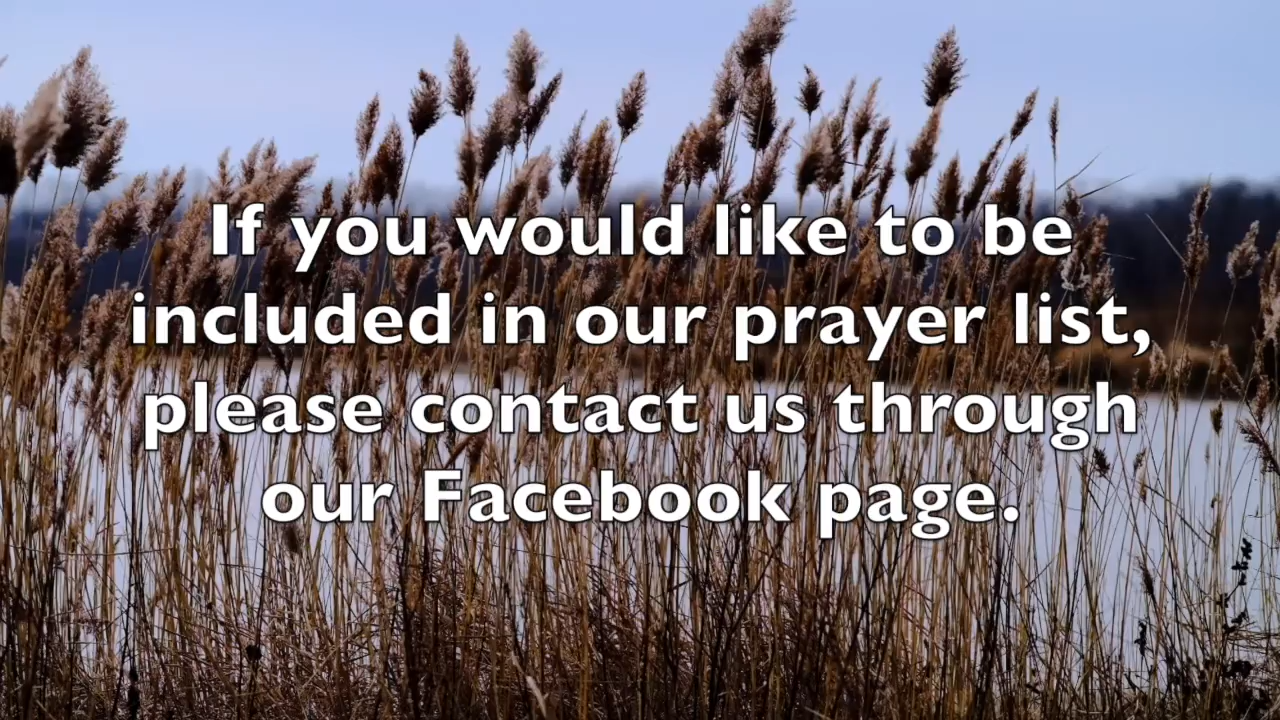 If you would like to be
included in our prayer list,
please contact us through
our Facebook page.